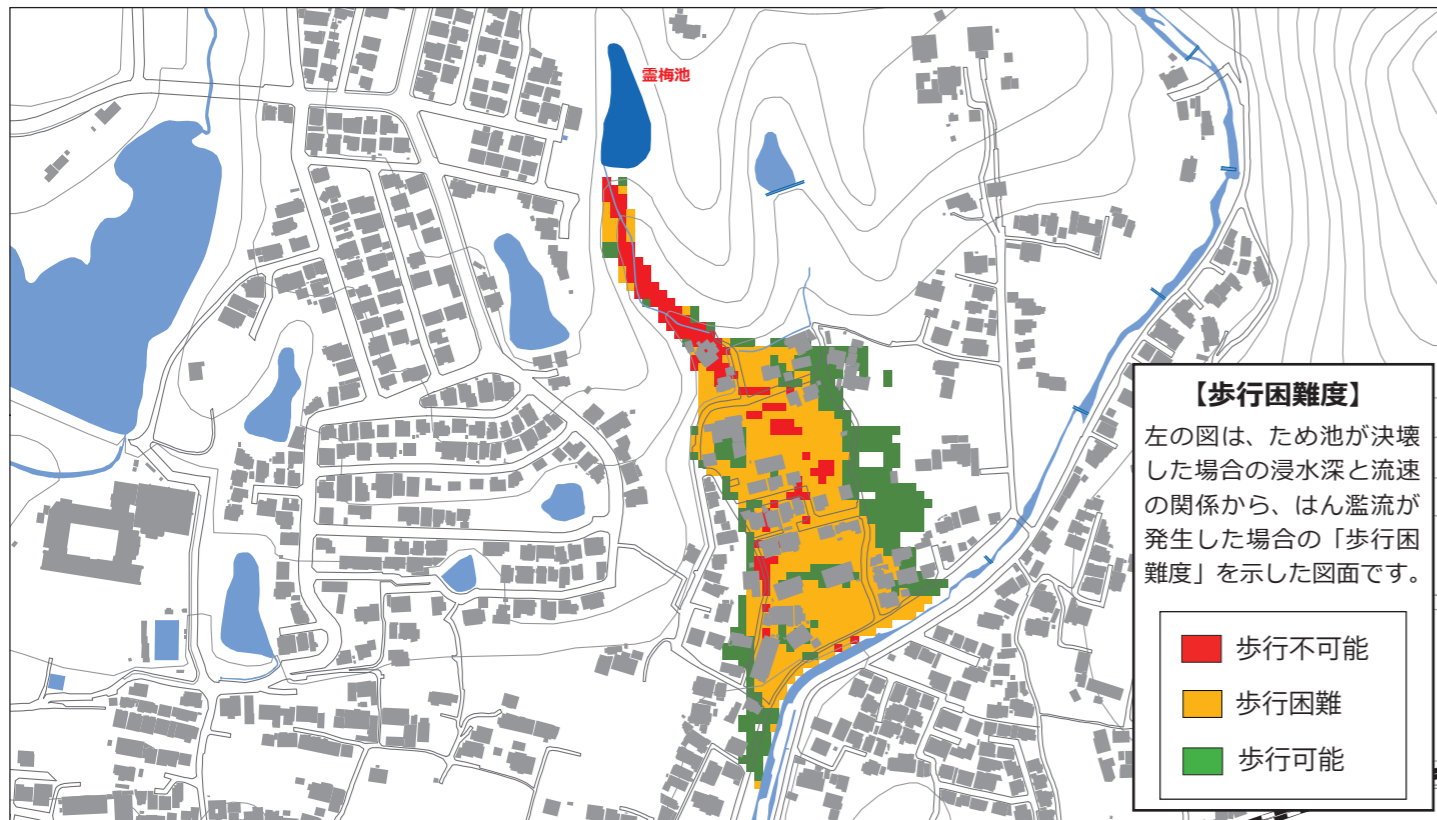 霊梅池
【歩行困難度】
左の図は、ため池が決壊
した場合の浸水深と流速
の関係から、はん濫流が
発生した場合の「歩行困
難度」を示した図面です。
歩行不可能
歩行困難
歩行可能